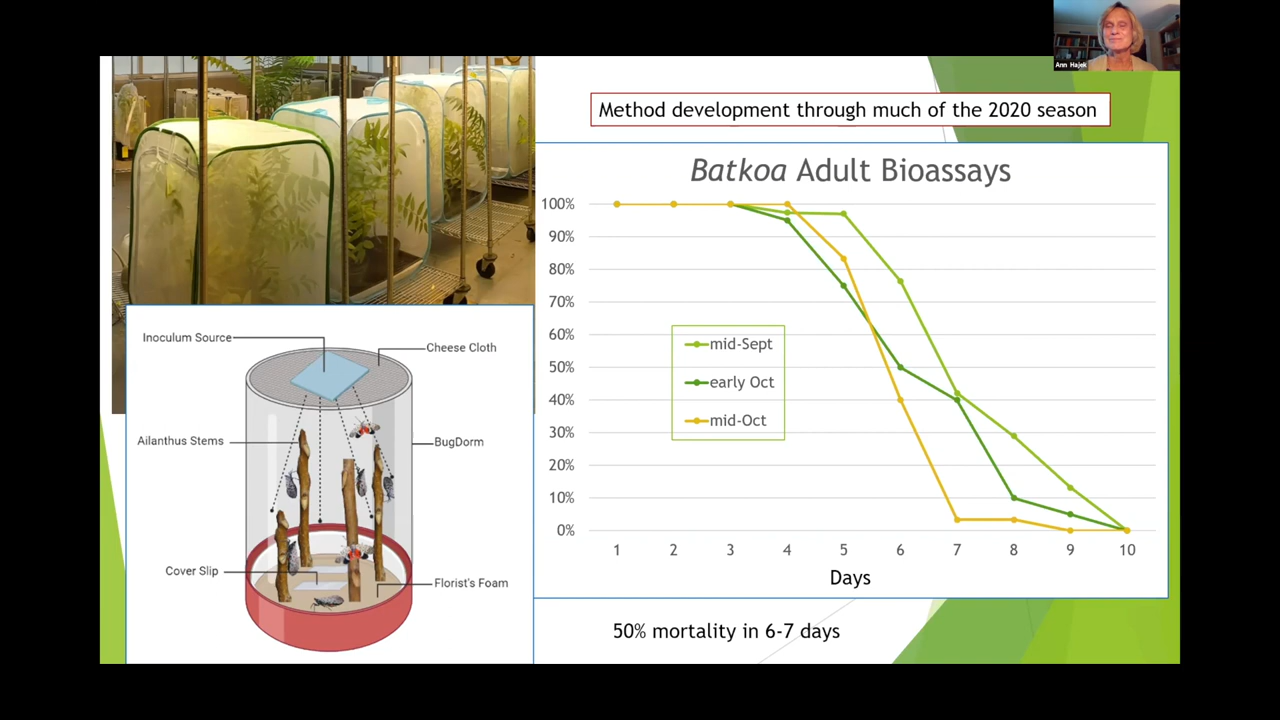 Ann Hajek
Method development through much of the 2020 season
Batkoa Adult Bioassays
100%
90%
80%
70%
60%
50%
40%
30%
20%
10%
0%
mid-Sept
early Oct
mid-Oct
1 2 3 4 5 6 7 8 9 10
Days
50% mortality in 6-7 days
Inoculum Source
Cheese Cloth
Ailanthus Stems
BugDorm
Cover Slip
Florist's Foam